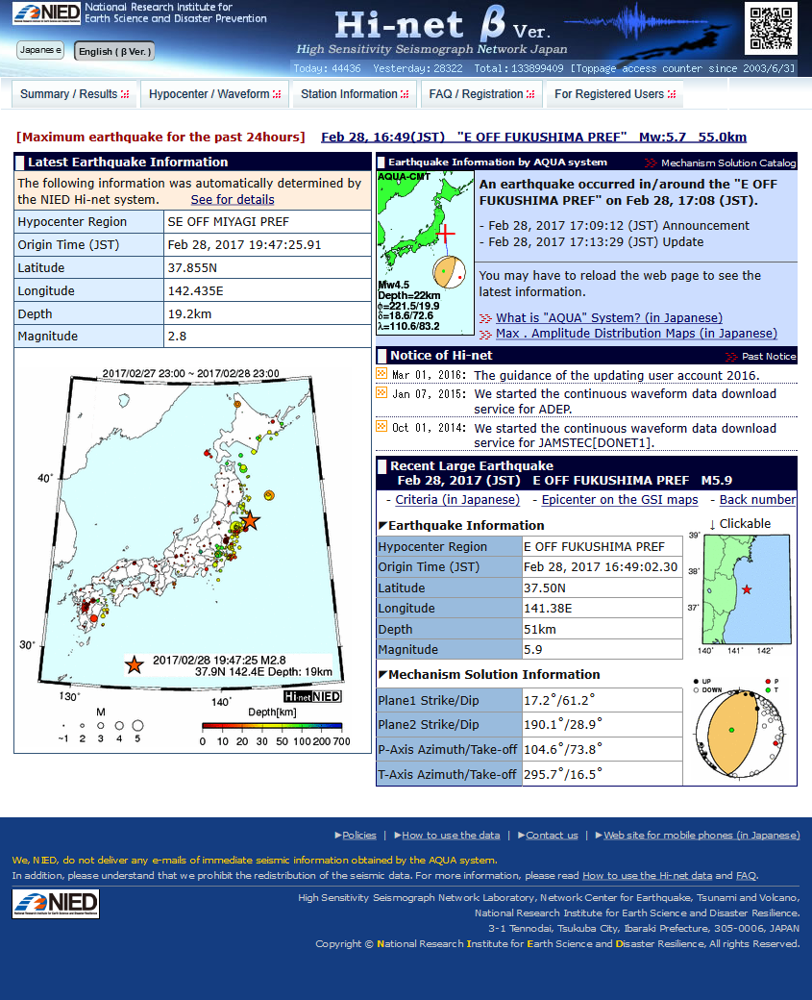 NIED
National Research Institute for
Earth Science and Disaster Prevention
Hi-net β Ver.
High Sensitivity Seismograph Network Japan
Japanese
English ( β Ver. )
Today: 44436 Yesterday:28322 Total:133899409 [Toppage access counter since 2003/6/3]
Summary / Results
Hypocenter / Waveform
Station Information
FAQ / Registration
For Registered Users
[Maximum earthquake for the past 24hours] Feb 28, 16:49(JST) "E OFF FUKUSHIMA PREF" Mw:5.7 55.0km
Latest Earthquake Information
The following information was automatically determined by
the NIED Hi-net system. See for details
Hypocenter Region SE OFF MIYAGI PREF
Origin Time (JST) Feb 28, 2017 19:47:25.91
Latitude 37.855N
Longitude 142.435E
Depth 19.2km
Magnitude 2.8
2017/02/27 23:00 ~ 2017/02/28 23:00
40˚
30˚
2017/02/28 19:47:25 M2.8
37.9N 142.4E Depth: 19km
Hi-net NIED
130˚
140˚
M
~1 2 3 4 5
Depth[km]
0 10 20 30 50 100 200 700
Earthquake Information by AQUA system
Mechanism Solution Catalog
AQUA-CMT
Mw4.5
Depth=22km
ϕ=221.5/19.9
δ=18.6/72.6
λ=110.6/83.2
An earthquake occurred in/around the "E OFF
FUKUSHIMA PREF" on Feb 28, 17:08 (JST).
- Feb 28, 2017 17:09:12 (JST) Announcement
- Feb 28, 2017 17:13:29 (JST) Update
You may have to reload the web page to see the
latest information.
What is "AQUA" System? (in Japanese)
Max . Amplitude Distribution Maps (in Japanese)
Notice of Hi-net
Past Notice
Mar 01, 2016: The guidance of the updating user account 2016.
Jan 07, 2015: We started the continuous waveform data download
service for ADEP.
Oct 01, 2014: We started the continuous waveform data download
service for JAMSTEC[DONET1].
Recent Large Earthquake
Feb 28, 2017 (JST) E OFF FUKUSHIMA PREF M5.9
- Criteria (in Japanese) - Epicenter on the GSI maps - Back number
Earthquake Information
↓ Clickable
Hypocenter Region E OFF FUKUSHIMA PREF
Origin Time (JST) Feb 28, 2017 16:49:02.30
Latitude 37.50N
Longitude 141.38E
Depth 51km
Magnitude 5.9
39˚
38˚
37˚
140˚ 141˚ 142˚
Mechanism Solution Information
Plane1 Strike/Dip 17.2˚/61.2˚
Plane2 Strike/Dip 190.1˚/28.9˚
P-Axis Azimuth/Take-off 104.6˚/73.8˚
T-Axis Azimuth/Take-off 295.7˚/16.5˚
UP
DOWN
P
T
Policies | How to use the data | Contact us | Web site for mobile phones (in Japanese)
We, NIED, do not deliver any e-mails of immediate seismic information obtained by the AQUA system.
In addition, please understand that we prohibit the redistribution of the seismic data. For more information, please read How to use the Hi-net data and FAQ.
NIED
High Sensitivity Seismograph Network Laboratory, Network Center for Earthquake, Tsunami and Volcano,
National Research Institute for Earth Science and Disaster Resilience.
3-1 Tennodai, Tsukuba City, Ibaraki Prefecture, 305-0006, JAPAN
Copyright © National Research Institute for Earth Science and Disaster Resilience, All rights Reserved.